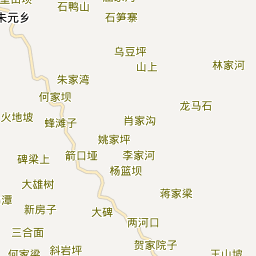 石鸭山
朱元乡
石笋寨
乌豆坪
山上
林家河
朱家湾
何家坝
龙马石
火地坡
蜂滩子
肖家沟
姚家坪
碑梁上
箭口垭
李家河
杨篮坝
大雄树
蒋家梁
新房子
大碑
两河口
三合面
贺家院子
何家梁
斜岩坪
王山坡